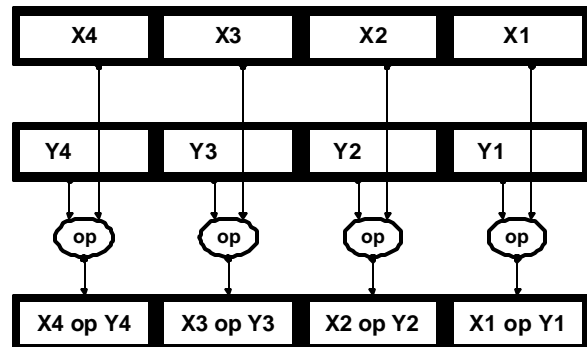 X4 X3 X2 X1
Y4 Y3 Y2 Y1
op op op op
X4 op Y4 X3 op Y3 X2 op Y2 X1 op Y1